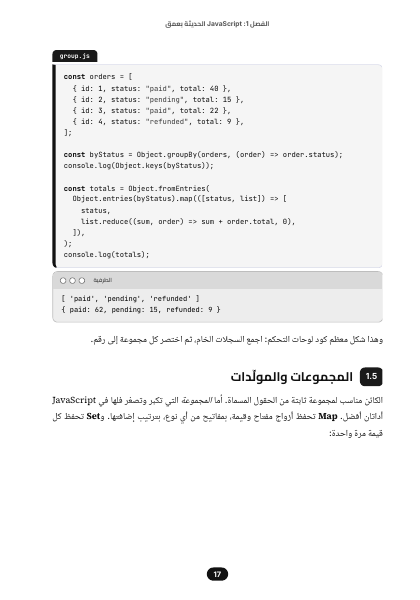 الفصل 1: JavaScript الحديثة بعمق
group.js
const orders = [
  { id: 1, status: "paid", total: 40 },
  { id: 2, status: "pending", total: 15 },
  { id: 3, status: "paid", total: 22 },
  { id: 4, status: "refunded", total: 9 },
];
const byStatus = Object.groupBy(orders, (order) => order.status);
console.log(Object.keys(byStatus));
const totals = Object.fromEntries(
  Object.entries(byStatus).map(([status, list]) => [
    status,
    list.reduce((sum, order) => sum + order.total, 0),
  ]),
);
console.log(totals);
الطرفية
[ 'paid', 'pending', 'refunded' ]
{ paid: 62, pending: 15, refunded: 9 }
وهذا شكل معظم كود لوحات التحكم: اجمع السجلات الخام، ثم اختصر كل مجموعة إلى رقم.
1.5 المجموعات والمولّدات
الكائن مناسب لمجموعة ثابتة من الحقول المسماة. أما المجموعة التي تكبر وتصغر فلها في JavaScript
أداتان أفضل. Map تحفظ أزواج مفتاح وقيمة، بمفاتيح من أي نوع، بترتيب إضافتها. وSet تحفظ كل
قيمة مرة واحدة:
17